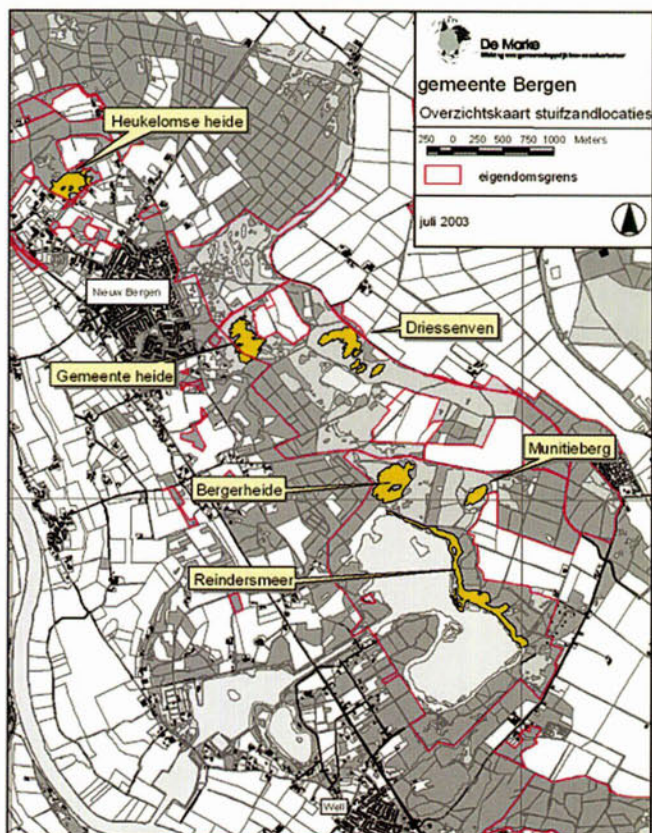 De Marke
gemeente Bergen
Overzichtskaart stuifzandlocaties
250 0 250 500 750 1000 Meters
eigendomsgrens
juli 2003
Heukelomse heide
Nieuw Bergen
Driessenven
Gemeente heide
Munitieberg
Bergerheide
Reindersmeer
Well